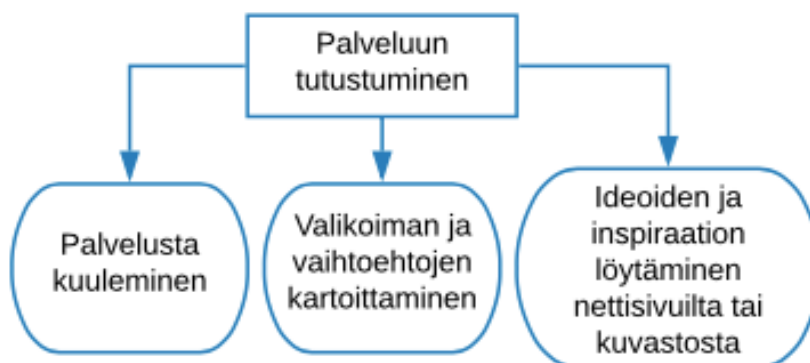 Palveluun
tutustuminen
Palvelusta
kuuleminen
Valikoiman ja
vaihtoehtojen
kartoittaminen
Ideoiden ja
inspiraation
löytäminen
nettisivuilta tai
kuvastosta